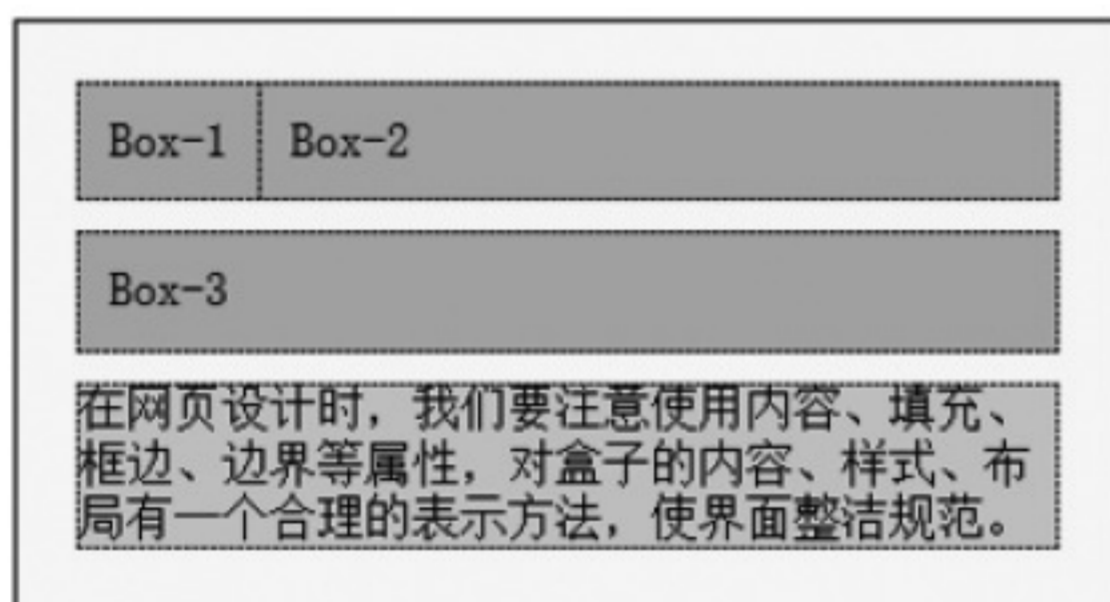 Box-1 Box-2
Box-3
在网页设计时，我们要注意使用内容、填充、
框边、边界等属性，对盒子的内容、样式、布
局有一个合理的表示方法，使界面整洁规范。